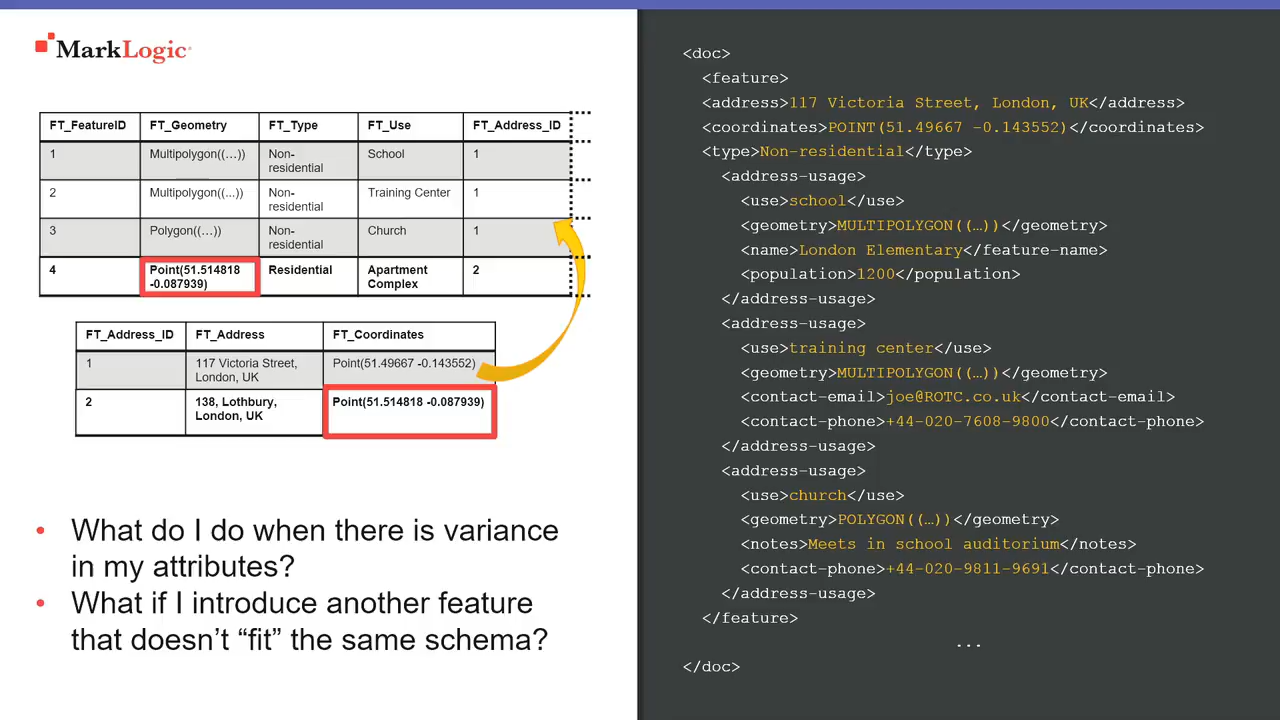 MarkLogic
FT_FeatureID FT_Geometry FT_Type FT_Use FT_Address_ID
1 Multipolygon((…)) Non-residential School 1
2 Multipolygon((...)) Non-residential Training Center 1
3 Polygon((…)) Non-residential Church 1
4 Point(51.514818 -0.087939) Residential Apartment Complex 2
FT_Address_ID FT_Address FT_Coordinates
1 117 Victoria Street, London, UK Point(51.49667 -0.143552)
2 138, Lothbury, London, UK Point(51.514818 -0.087939)
• What do I do when there is variance
in my attributes?
• What if I introduce another feature
that doesn’t “fit” the same schema?
<doc>
<feature>
<address>117 Victoria Street, London, UK</address>
<coordinates>POINT(51.49667 -0.143552)</coordinates>
<type>Non-residential</type>
<address-usage>
<use>school</use>
<geometry>MULTIPOLYGON((…))</geometry>
<name>London Elementary</feature-name>
<population>1200</population>
</address-usage>
<address-usage>
<use>training center</use>
<geometry>MULTIPOLYGON((…))</geometry>
<contact-email>joe@ROTC.co.uk</contact-email>
<contact-phone>+44-020-7608-9800</contact-phone>
</address-usage>
<address-usage>
<use>church</use>
<geometry>POLYGON((…))</geometry>
<notes>Meets in school auditorium</notes>
<contact-phone>+44-020-9811-9691</contact-phone>
</address-usage>
</feature>
...
</doc>